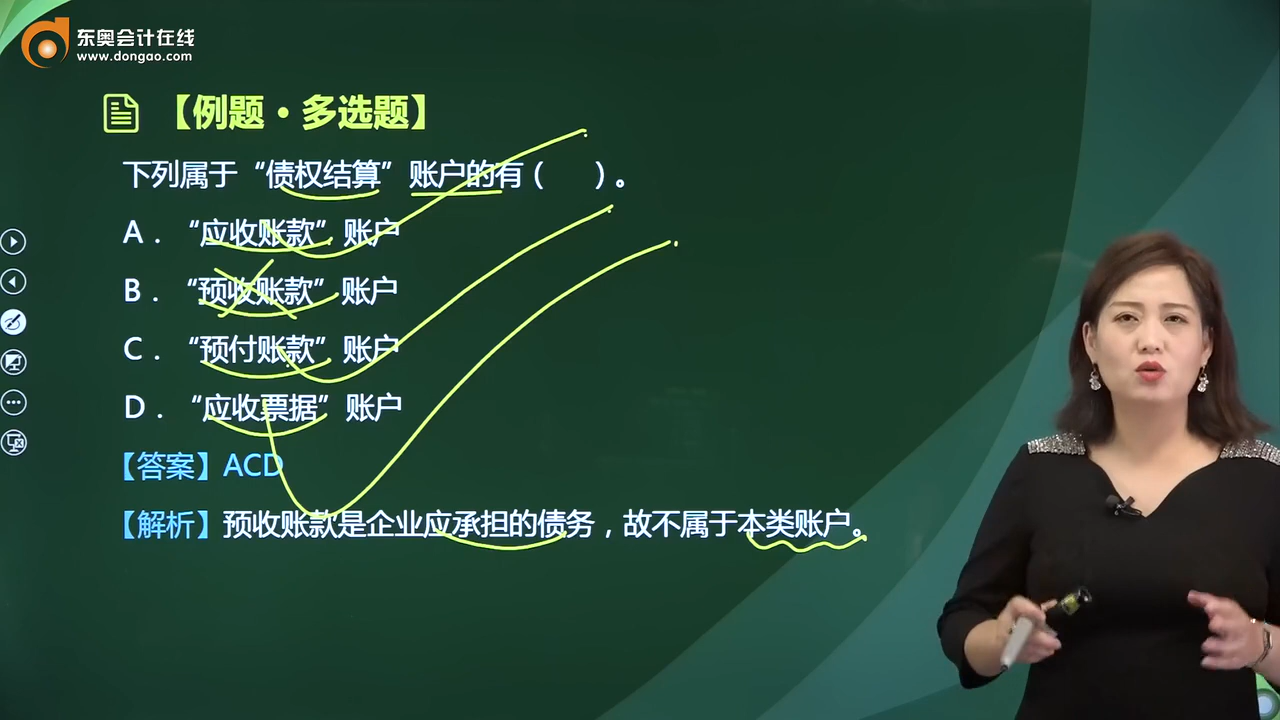 东奥会计在线
www.dongao.com
【例题·多选题】
下列属于“债权结算”账户的有（ ）。
A．“应收账款”账户
B．“预收账款”账户
C．“预付账款”账户
D．“应收票据”账户
【答案】ACD
【解析】预收账款是企业应承担的债务，故不属于本类账户。